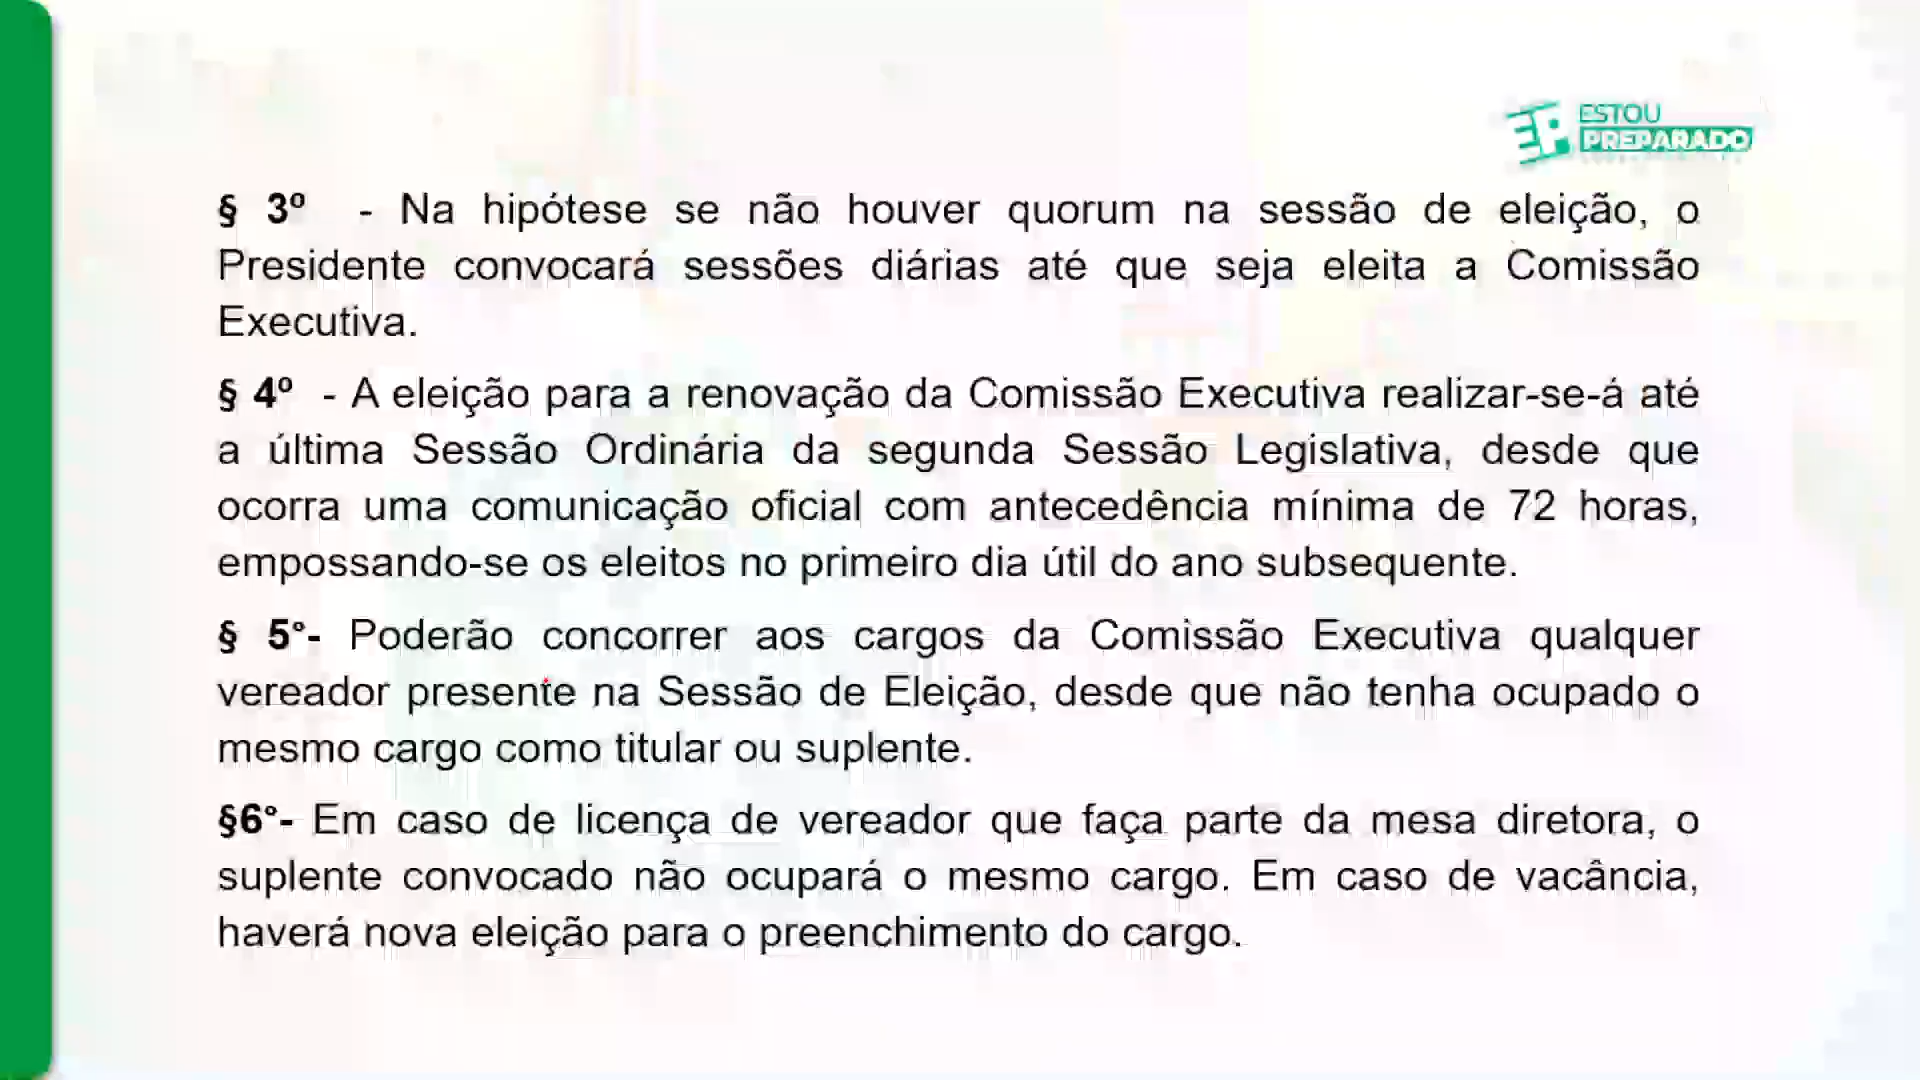 ESTOU
EP PREPARADO
§ 3º - Na hipótese se não houver quorum na sessão de eleição, o
Presidente convocará sessões diárias até que seja eleita a Comissão
Executiva.
§ 4º - A eleição para a renovação da Comissão Executiva realizar-se-á até
a última Sessão Ordinária da segunda Sessão Legislativa, desde que
ocorra uma comunicação oficial com antecedência mínima de 72 horas,
empossando-se os eleitos no primeiro dia útil do ano subsequente.
§ 5°- Poderão concorrer aos cargos da Comissão Executiva qualquer
vereador presente na Sessão de Eleição, desde que não tenha ocupado o
mesmo cargo como titular ou suplente.
§6°- Em caso de licença de vereador que faça parte da mesa diretora, o
suplente convocado não ocupará o mesmo cargo. Em caso de vacância,
haverá nova eleição para o preenchimento do cargo.